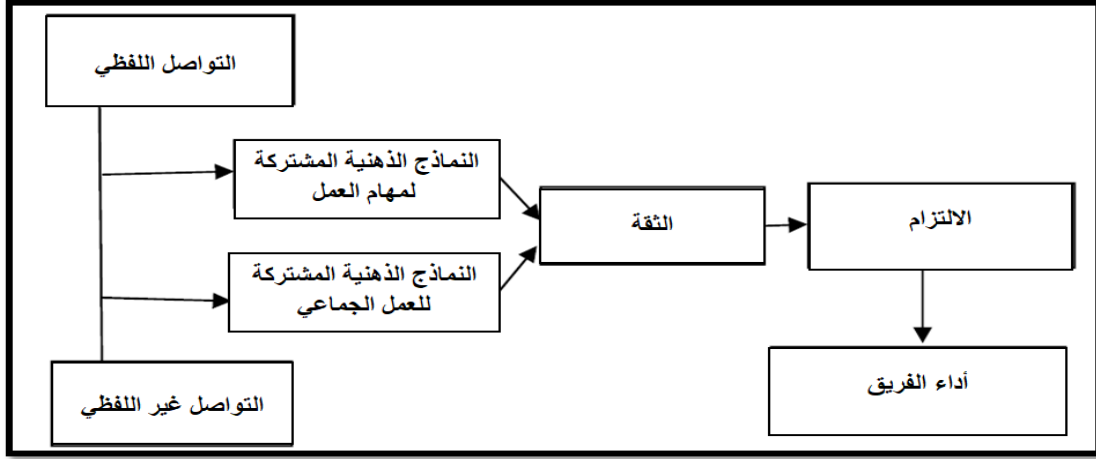 التواصل اللفظي
النماذج الذهنية المشتركة
لمهام العمل
النماذج الذهنية المشتركة
للعمل الجماعي
التواصل غير اللفظي
الثقة
الالتزام
أداء الفريق